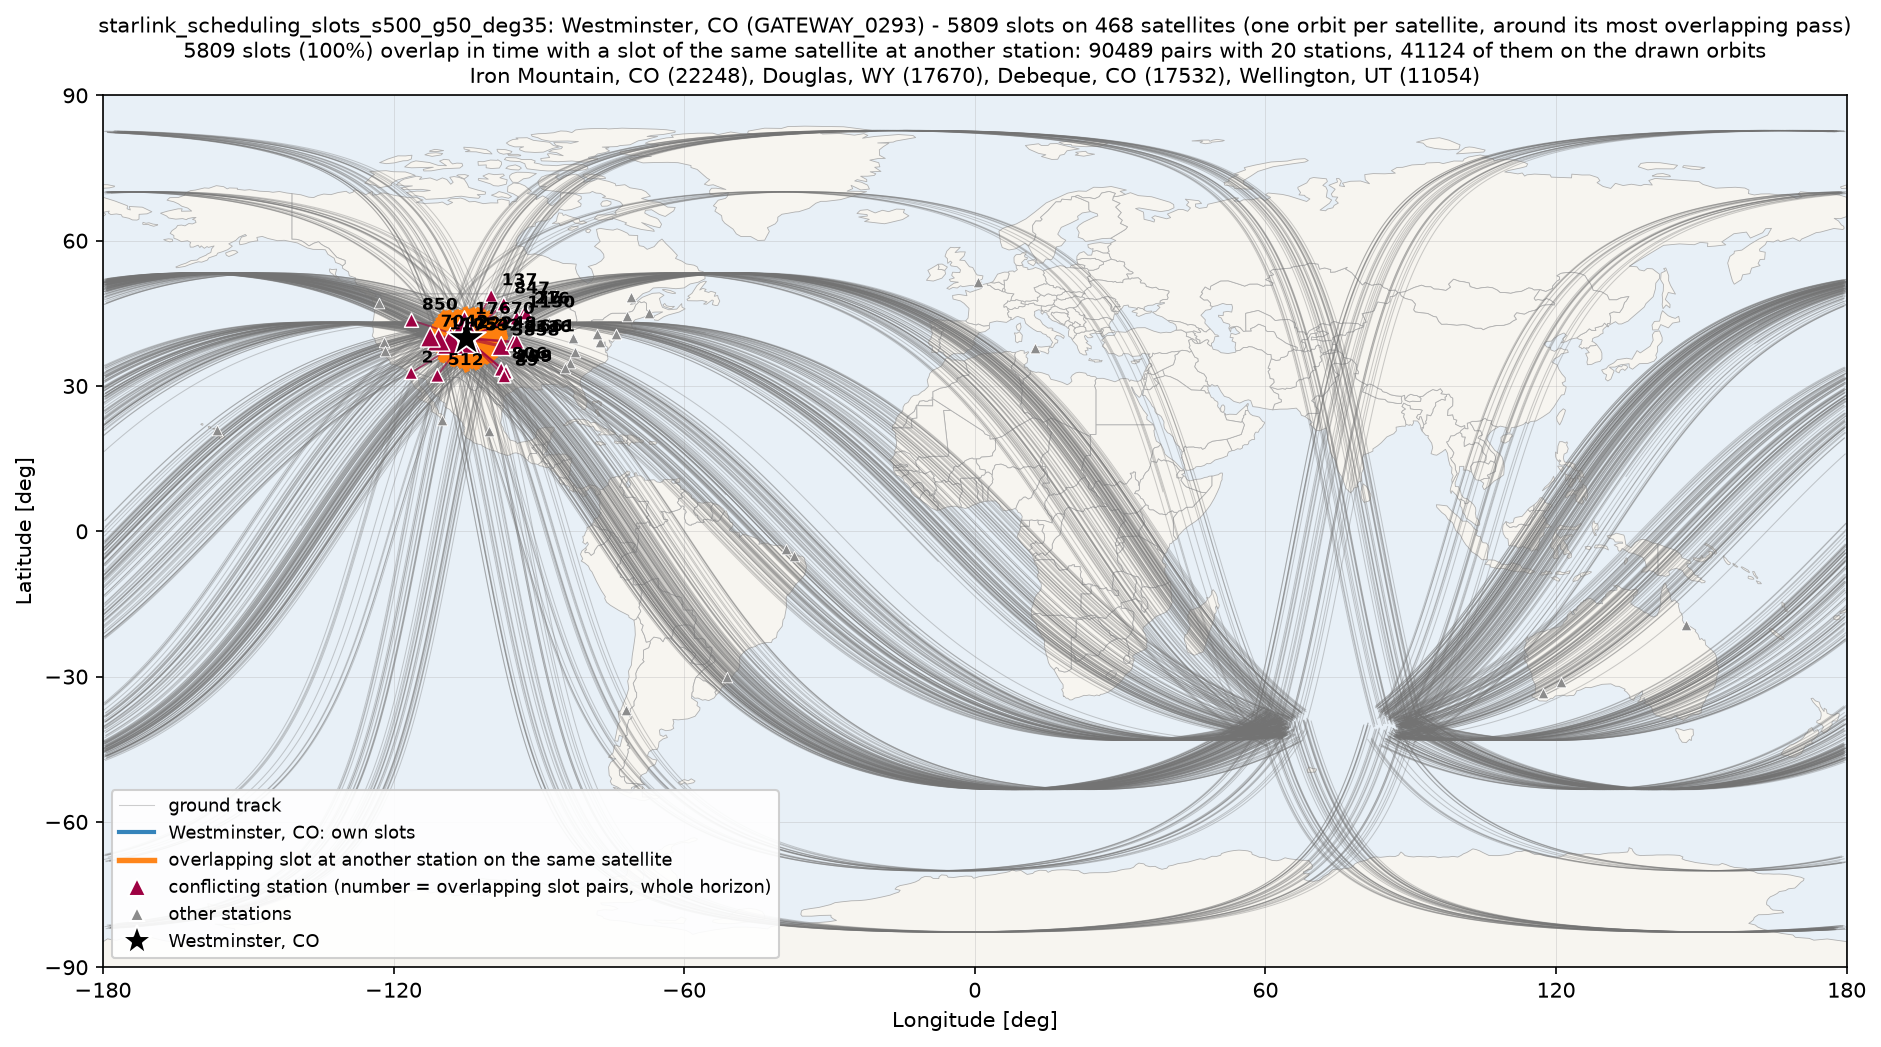 starlink_scheduling_slots_s500_g50_deg35: Westminster, CO (GATEWAY_0293) - 5809 slots on 468 satellites (one orbit per satellite, around its most overlapping pass)
5809 slots (100%) overlap in time with a slot of the same satellite at another station: 90489 pairs with 20 stations, 41124 of them on the drawn orbits
Iron Mountain, CO (22248), Douglas, WY (17670), Debeque, CO (17532), Wellington, UT (11054)
90
60
30
0
−30
−60
−90
Latitude [deg]
137
847
850
17670
2
512
ground track
Westminster, CO: own slots
overlapping slot at another station on the same satellite
conflicting station (number = overlapping slot pairs, whole horizon)
other stations
Westminster, CO
−180
−120
−60
0
60
120
180
Longitude [deg]